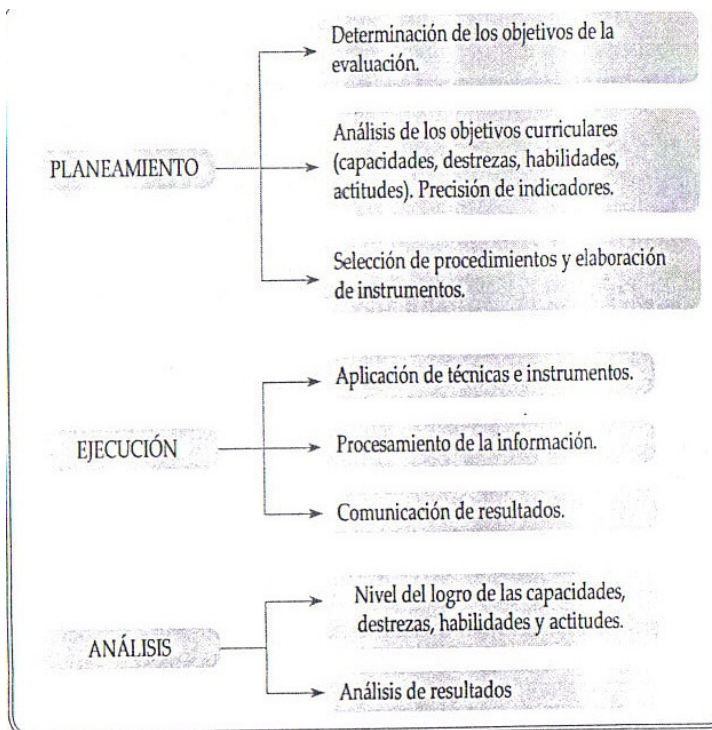 Determinación de los objetivos de la
evaluación.
PLANEAMIENTO
Análisis de los objetivos curriculares
(capacidades, destrezas, habilidades,
actitudes). Precisión de indicadores.
Selección de procedimientos y elaboración
de instrumentos.
Aplicación de técnicas e instrumentos.
EJECUCIÓN
Procesamiento de la información.
Comunicación de resultados.
Nivel del logro de las capacidades,
destrezas, habilidades y actitudes.
ANÁLISIS
Análisis de resultados